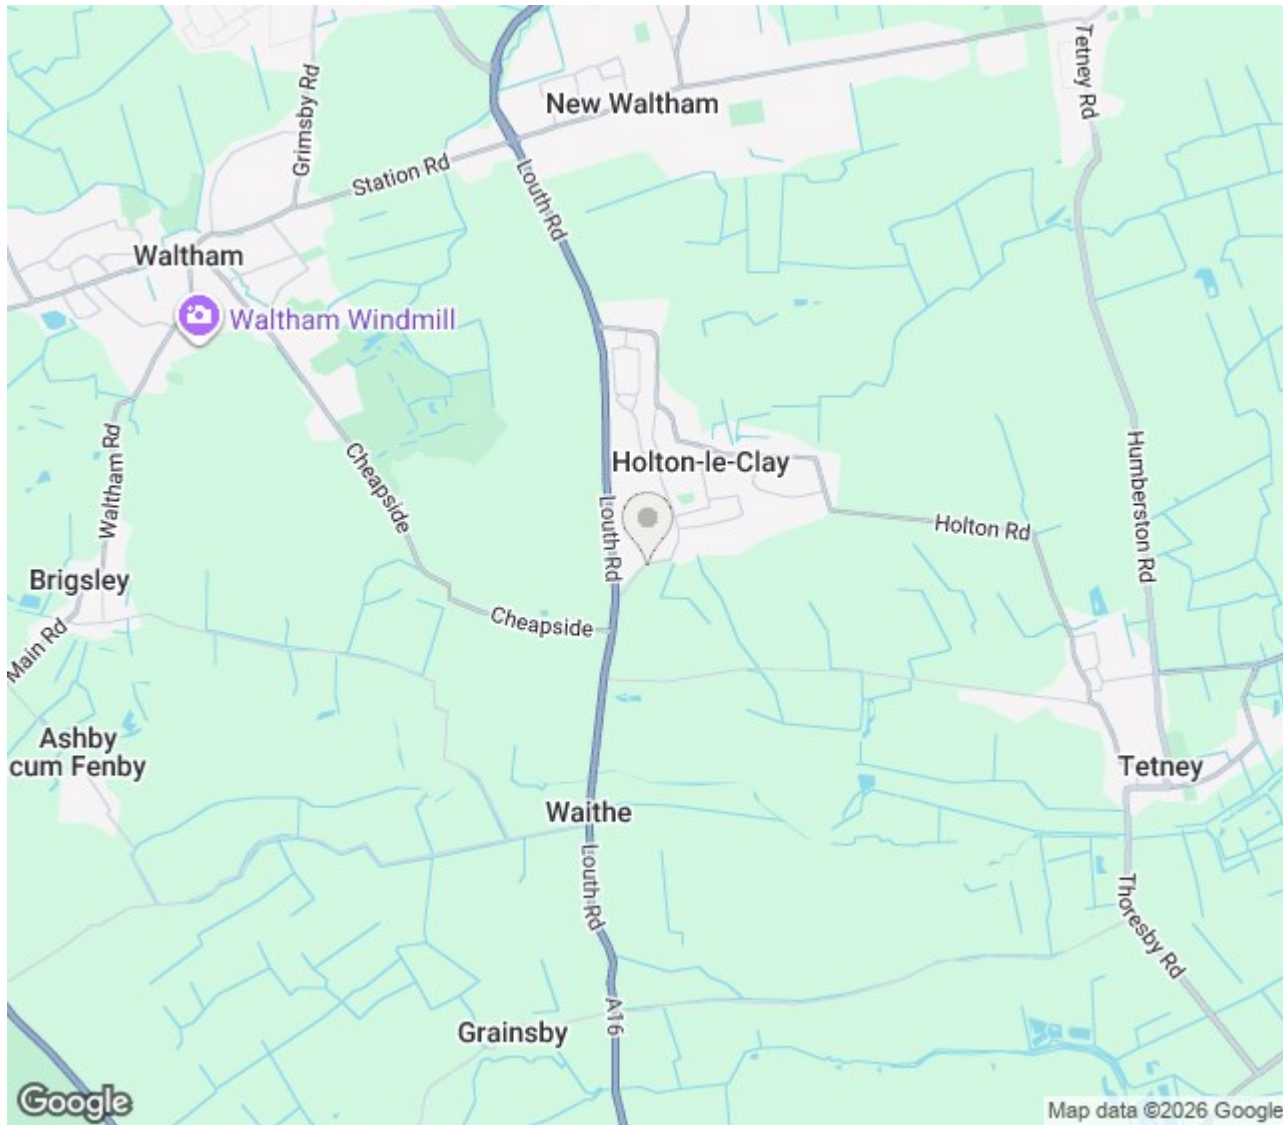 Tetney Rd
New Waltham
Grimsby Rd
Station Rd
Louth Rd
Waltham
Waltham Windmill
Waltham Rd
Cheapside
Holton-le-Clay
Humberston Rd
Louth Rd
Holton Rd
Brigsley
Cheapside
Main Rd
Ashby
cum Fenby
Tetney
Waithe
Louth Rd
Thoresby Rd
A16
Grainsby
Google
Map data ©2026 Google